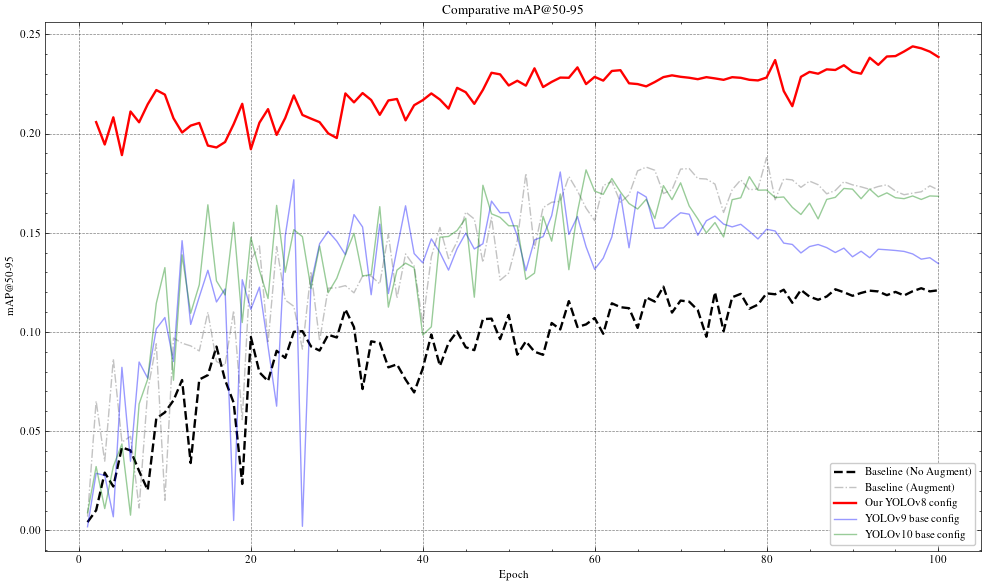 Comparative mAP@50-95
0.25
0.20
0.15
0.10
0.05
0.00
mAP@50-95
0
20
40
60
80
100
Epoch
Baseline (No Augment)
Baseline (Augment)
Our YOLOv8 config
YOLOv9 base config
YOLOv10 base config